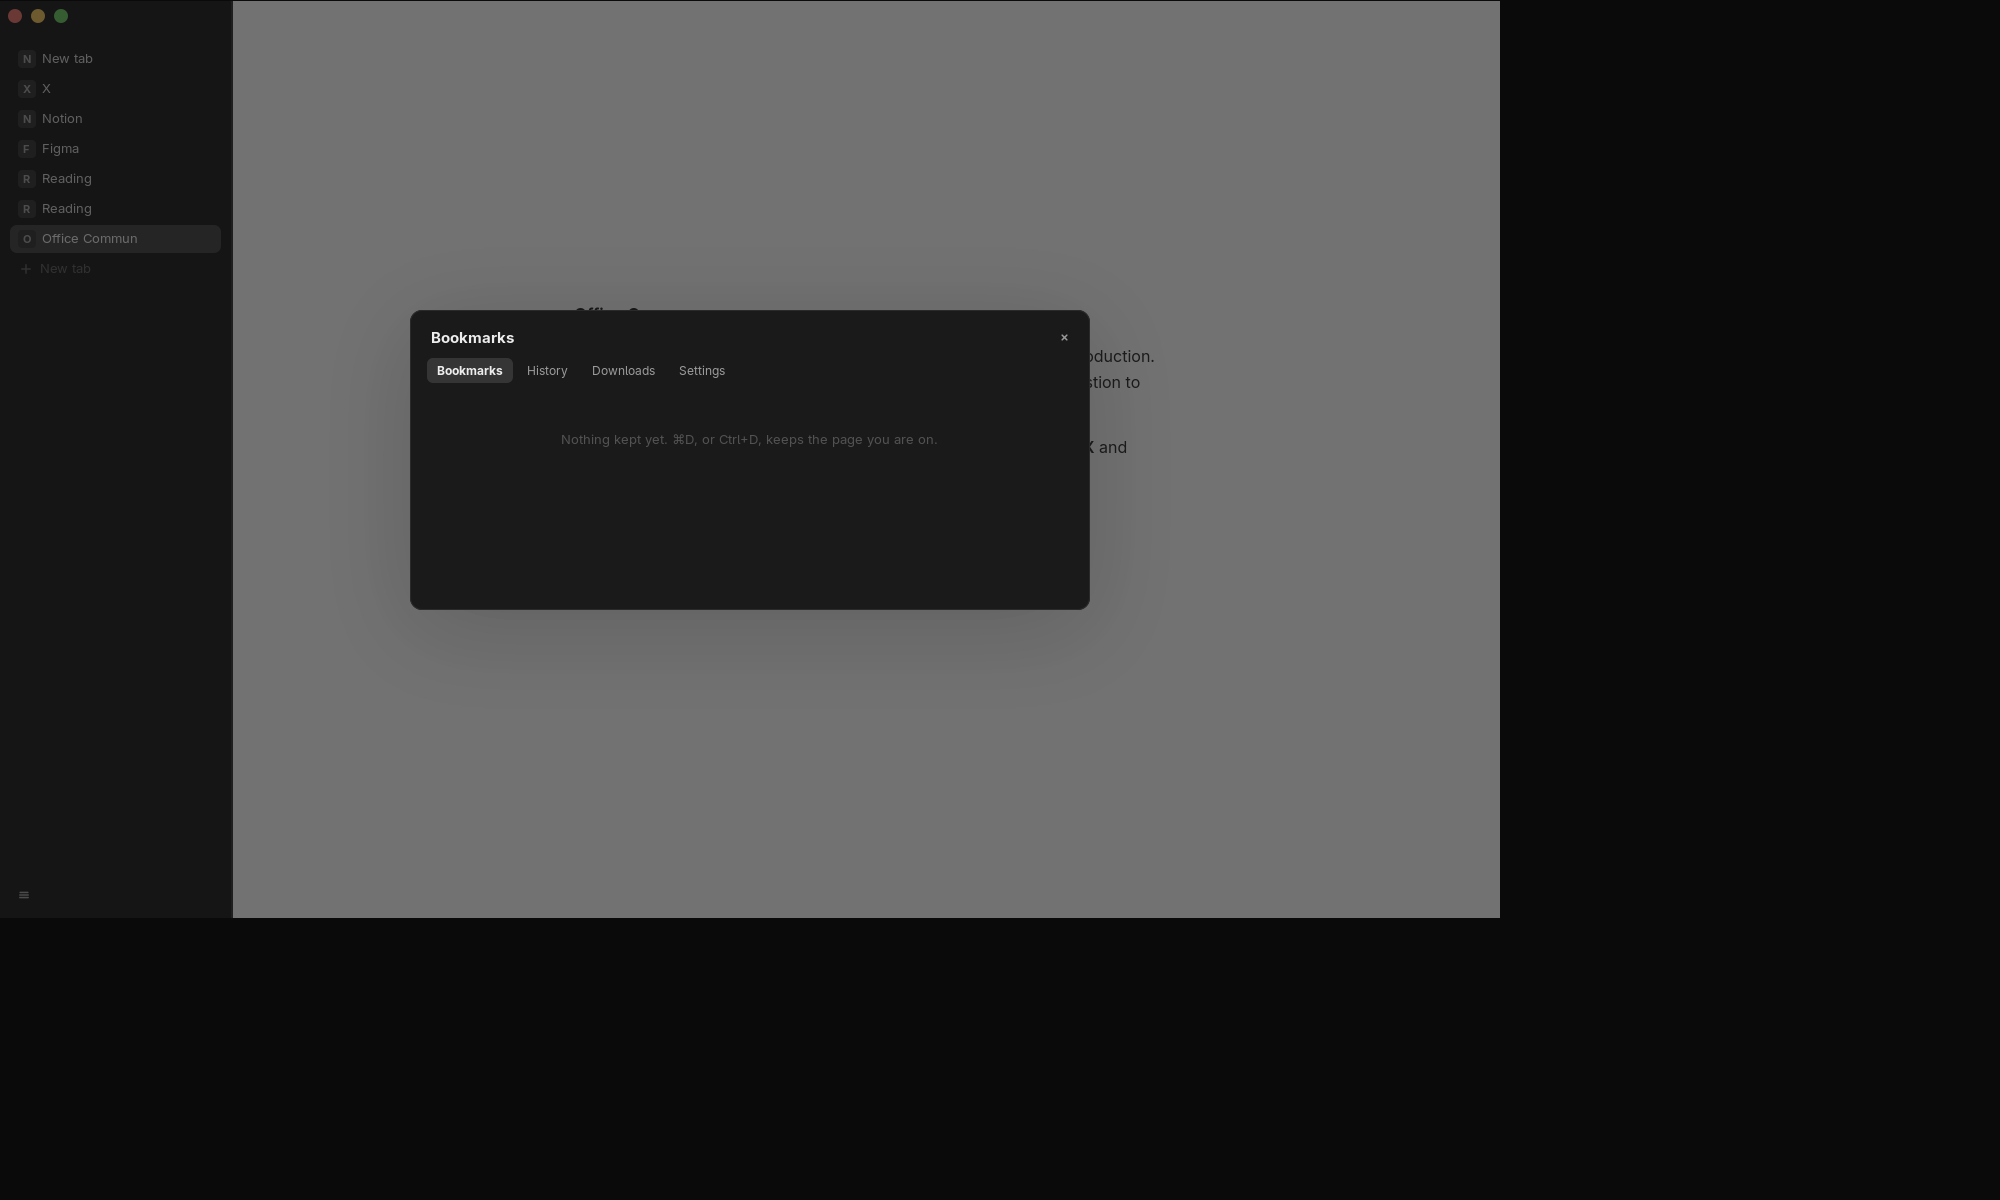 N New tab
X X
N Notion
F Figma
R Reading
R Reading
O Office Commun
+ New tab
Bookmarks
×
Bookmarks History Downloads Settings
Nothing kept yet. ⌘D, or Ctrl+D, keeps the page you are on.
stion to
and